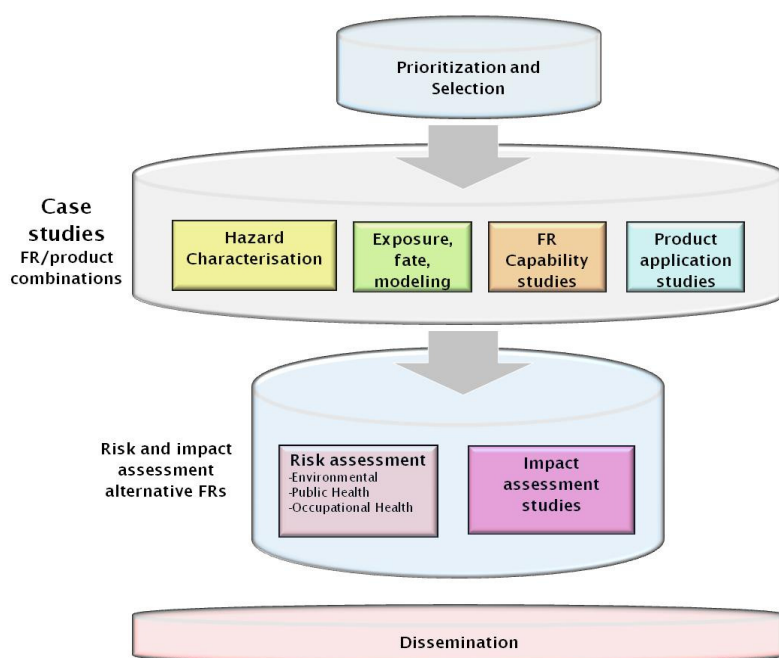 Prioritization and
Selection
Case
studies
FR/product
combinations
Hazard
Characterisation
Exposure,
fate,
modeling
FR
Capability
studies
Product
application
studies
Risk and impact
assessment
alternative FRs
Risk assessment
-Environmental
-Public Health
-Occupational Health
Impact
assessment
studies
Dissemination